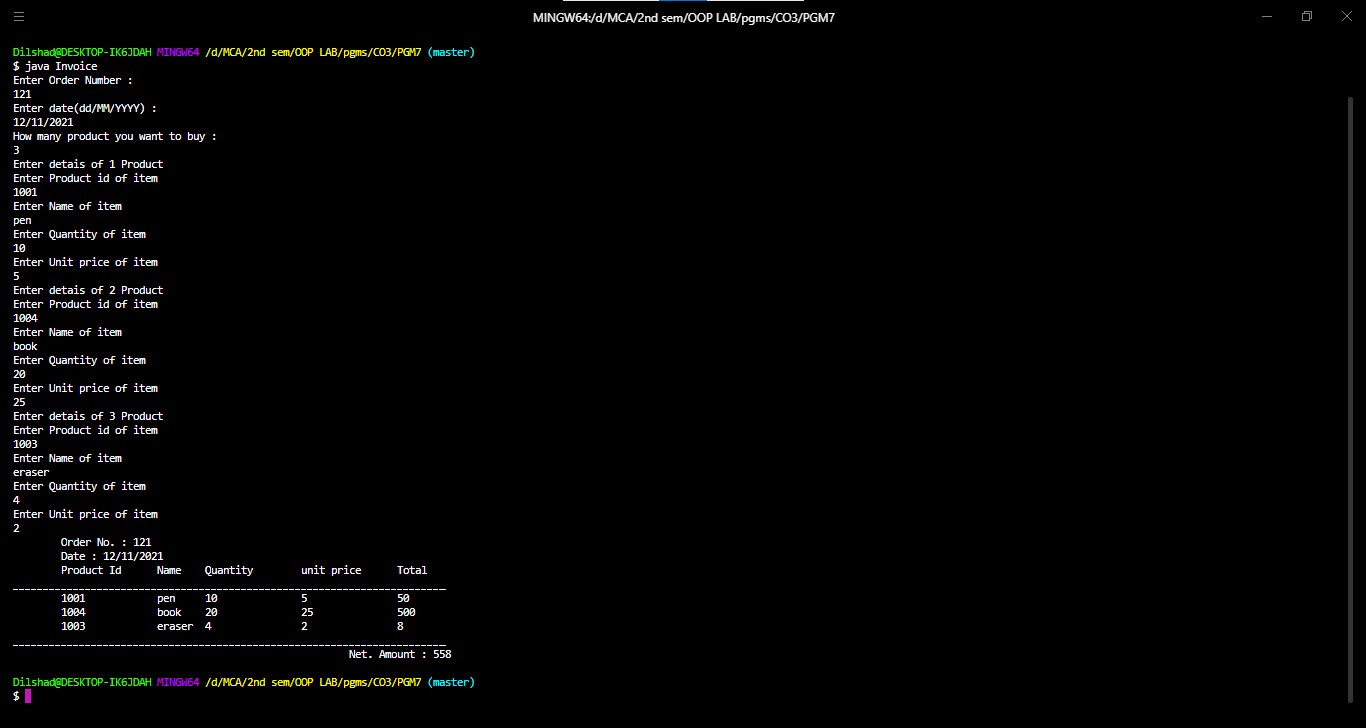 MINGW64:/d/MCA/2nd sem/OOP LAB/pgms/CO3/PGM7
Dilshad@DESKTOP-IK6JDAH MINGW64 /d/MCA/2nd sem/OOP LAB/pgms/CO3/PGM7 (master)
$ java Invoice
Enter Order Number :
121
Enter date(dd/MM/YYYY) :
12/11/2021
How many product you want to buy :
3
Enter detais of 1 Product
Enter Product id of item
1001
Enter Name of item
pen
Enter Quantity of item
10
Enter Unit price of item
5
Enter detais of 2 Product
Enter Product id of item
1004
Enter Name of item
book
Enter Quantity of item
20
Enter Unit price of item
25
Enter detais of 3 Product
Enter Product id of item
1003
Enter Name of item
eraser
Enter Quantity of item
4
Enter Unit price of item
2
Order No. : 121
Date : 12/11/2021
Product Id Name Quantity unit price Total
________________________________________________________________________
1001 pen 10 5 50
1004 book 20 25 500
1003 eraser 4 2 8
________________________________________________________________________
Net. Amount : 558
Dilshad@DESKTOP-IK6JDAH MINGW64 /d/MCA/2nd sem/OOP LAB/pgms/CO3/PGM7 (master)
$